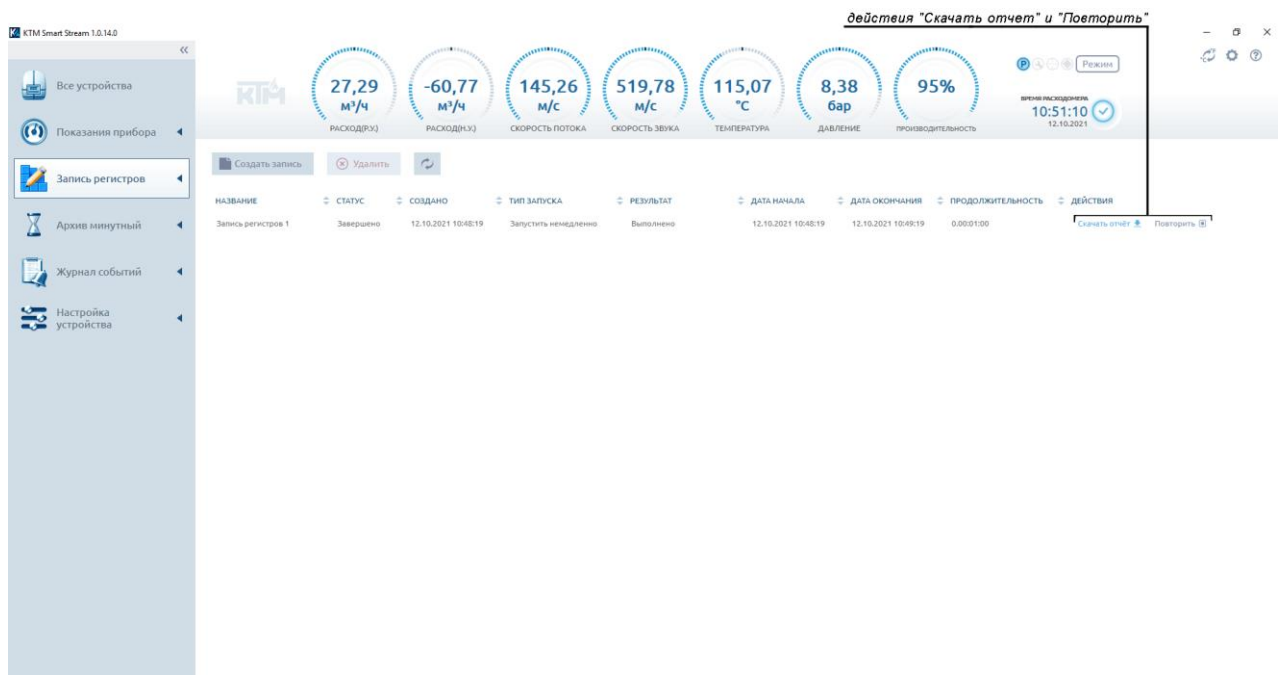 действия "Скачать отчет" и "Повторить"
KTM Smart Stream 1.0.14.0
Все устройства
Показания прибора
Запись регистров
Архив минутный
Журнал событий
Настройка
устройства
КТМ
27,29
м³/ч
РАСХОД(Р.У.)
-60,77
м³/ч
РАСХОД(Н.У.)
145,26
м/с
СКОРОСТЬ ПОТОКА
519,78
м/с
СКОРОСТЬ ЗВУКА
115,07
°C
ТЕМПЕРАТУРА
8,38
бар
ДАВЛЕНИЕ
95%
ПРОИЗВОДИТЕЛЬНОСТЬ
Р
Режим
ВРЕМЯ РАСХОДОМЕРА
10:51:10
12.10.2021
Создать запись Удалить
НАЗВАНИЕ СТАТУС СОЗДАНО ТИП ЗАПУСКА РЕЗУЛЬТАТ ДАТА НАЧАЛА ДАТА ОКОНЧАНИЯ ПРОДОЛЖИТЕЛЬНОСТЬ ДЕЙСТВИЯ
Запись регистров 1 Завершено 12.10.2021 10:48:19 Запустить немедленно Выполнено 12.10.2021 10:48:19 12.10.2021 10:49:19 0.00:01:00 Скачать отчёт Повторить